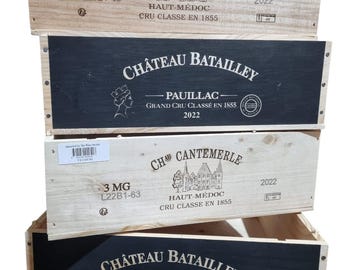 HAUT-MÉDOC
CRU CLASSÉ EN 1855
2022
CHÂTEAU BATAILLEY
PAUILLAC
GRAND CRU CLASSÉ EN 1855
2022
CHAU CANTEMERLE
3 MG
L22B1-63
HAUT-MÉDOC
CRU CLASSÉ EN 1855
2022
CHÂTEAU BATAILLEY